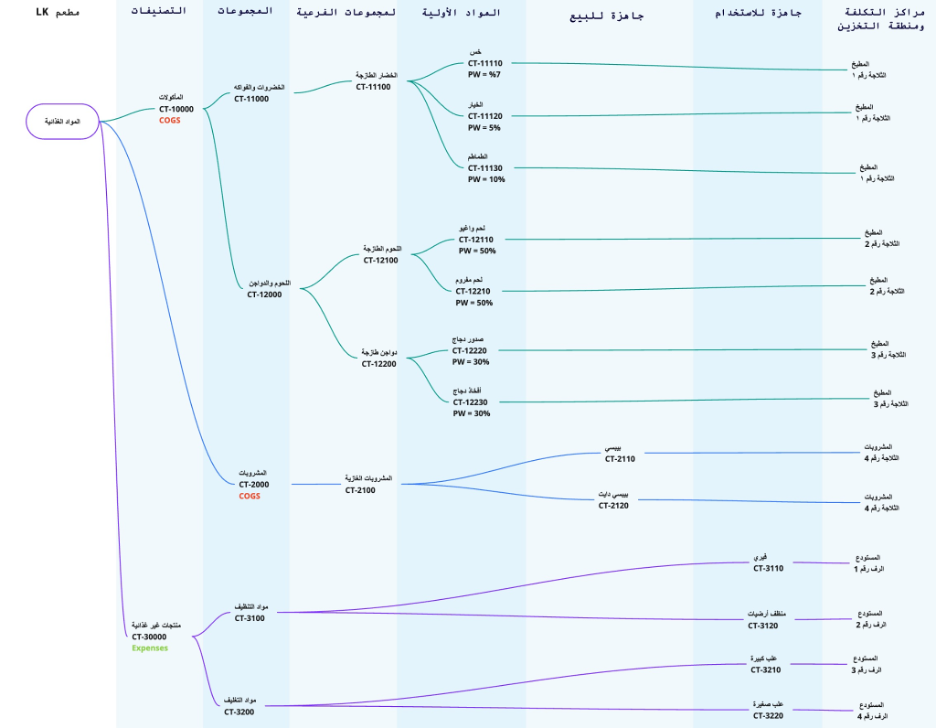 مطعم LK
التصنيفات
المجموعات
لمجموعات الفرعية
المواد الأولية
جاهزة للبيع
جاهزة للاستخدام
مراكز التكلفة
ومنطقة التخزين
المواد الغذائية
المأكولات
CT-10000
COGS
الخضروات والفواكه
CT-11000
الخضار الطازجة
CT-11100
خس
CT-11110
PW = %7
المطبخ
الثلاجة رقم ١
الخيار
CT-11120
PW = 5%
المطبخ
الثلاجة رقم ١
الطماطم
CT-11130
PW = 10%
المطبخ
الثلاجة رقم ١
اللحوم والدواجن
CT-12000
اللحوم الطازجة
CT-12100
لحم واغيو
CT-12110
PW = 50%
المطبخ
الثلاجة رقم 2
لحم مفروم
CT-12210
PW = 50%
المطبخ
الثلاجة رقم 2
دواجن طازجة
CT-12200
صدور دجاج
CT-12220
PW = 30%
المطبخ
الثلاجة رقم 3
أفخاذ دجاج
CT-12230
PW = 30%
المطبخ
الثلاجة رقم 3
المشروبات
CT-2000
COGS
المشروبات الغازية
CT-2100
بيبسي
CT-2110
المشروبات
الثلاجة رقم 4
بيبسي دايت
CT-2120
المشروبات
الثلاجة رقم 4
منتجات غير غذائية
CT-30000
Expenses
مواد التنظيف
CT-3100
فيري
CT-3110
المستودع
الرف رقم 1
منظف أرضيات
CT-3120
المستودع
الرف رقم 2
مواد التغليف
CT-3200
علب كبيرة
CT-3210
المستودع
الرف رقم 3
علب صغيرة
CT-3220
المستودع
الرف رقم 4